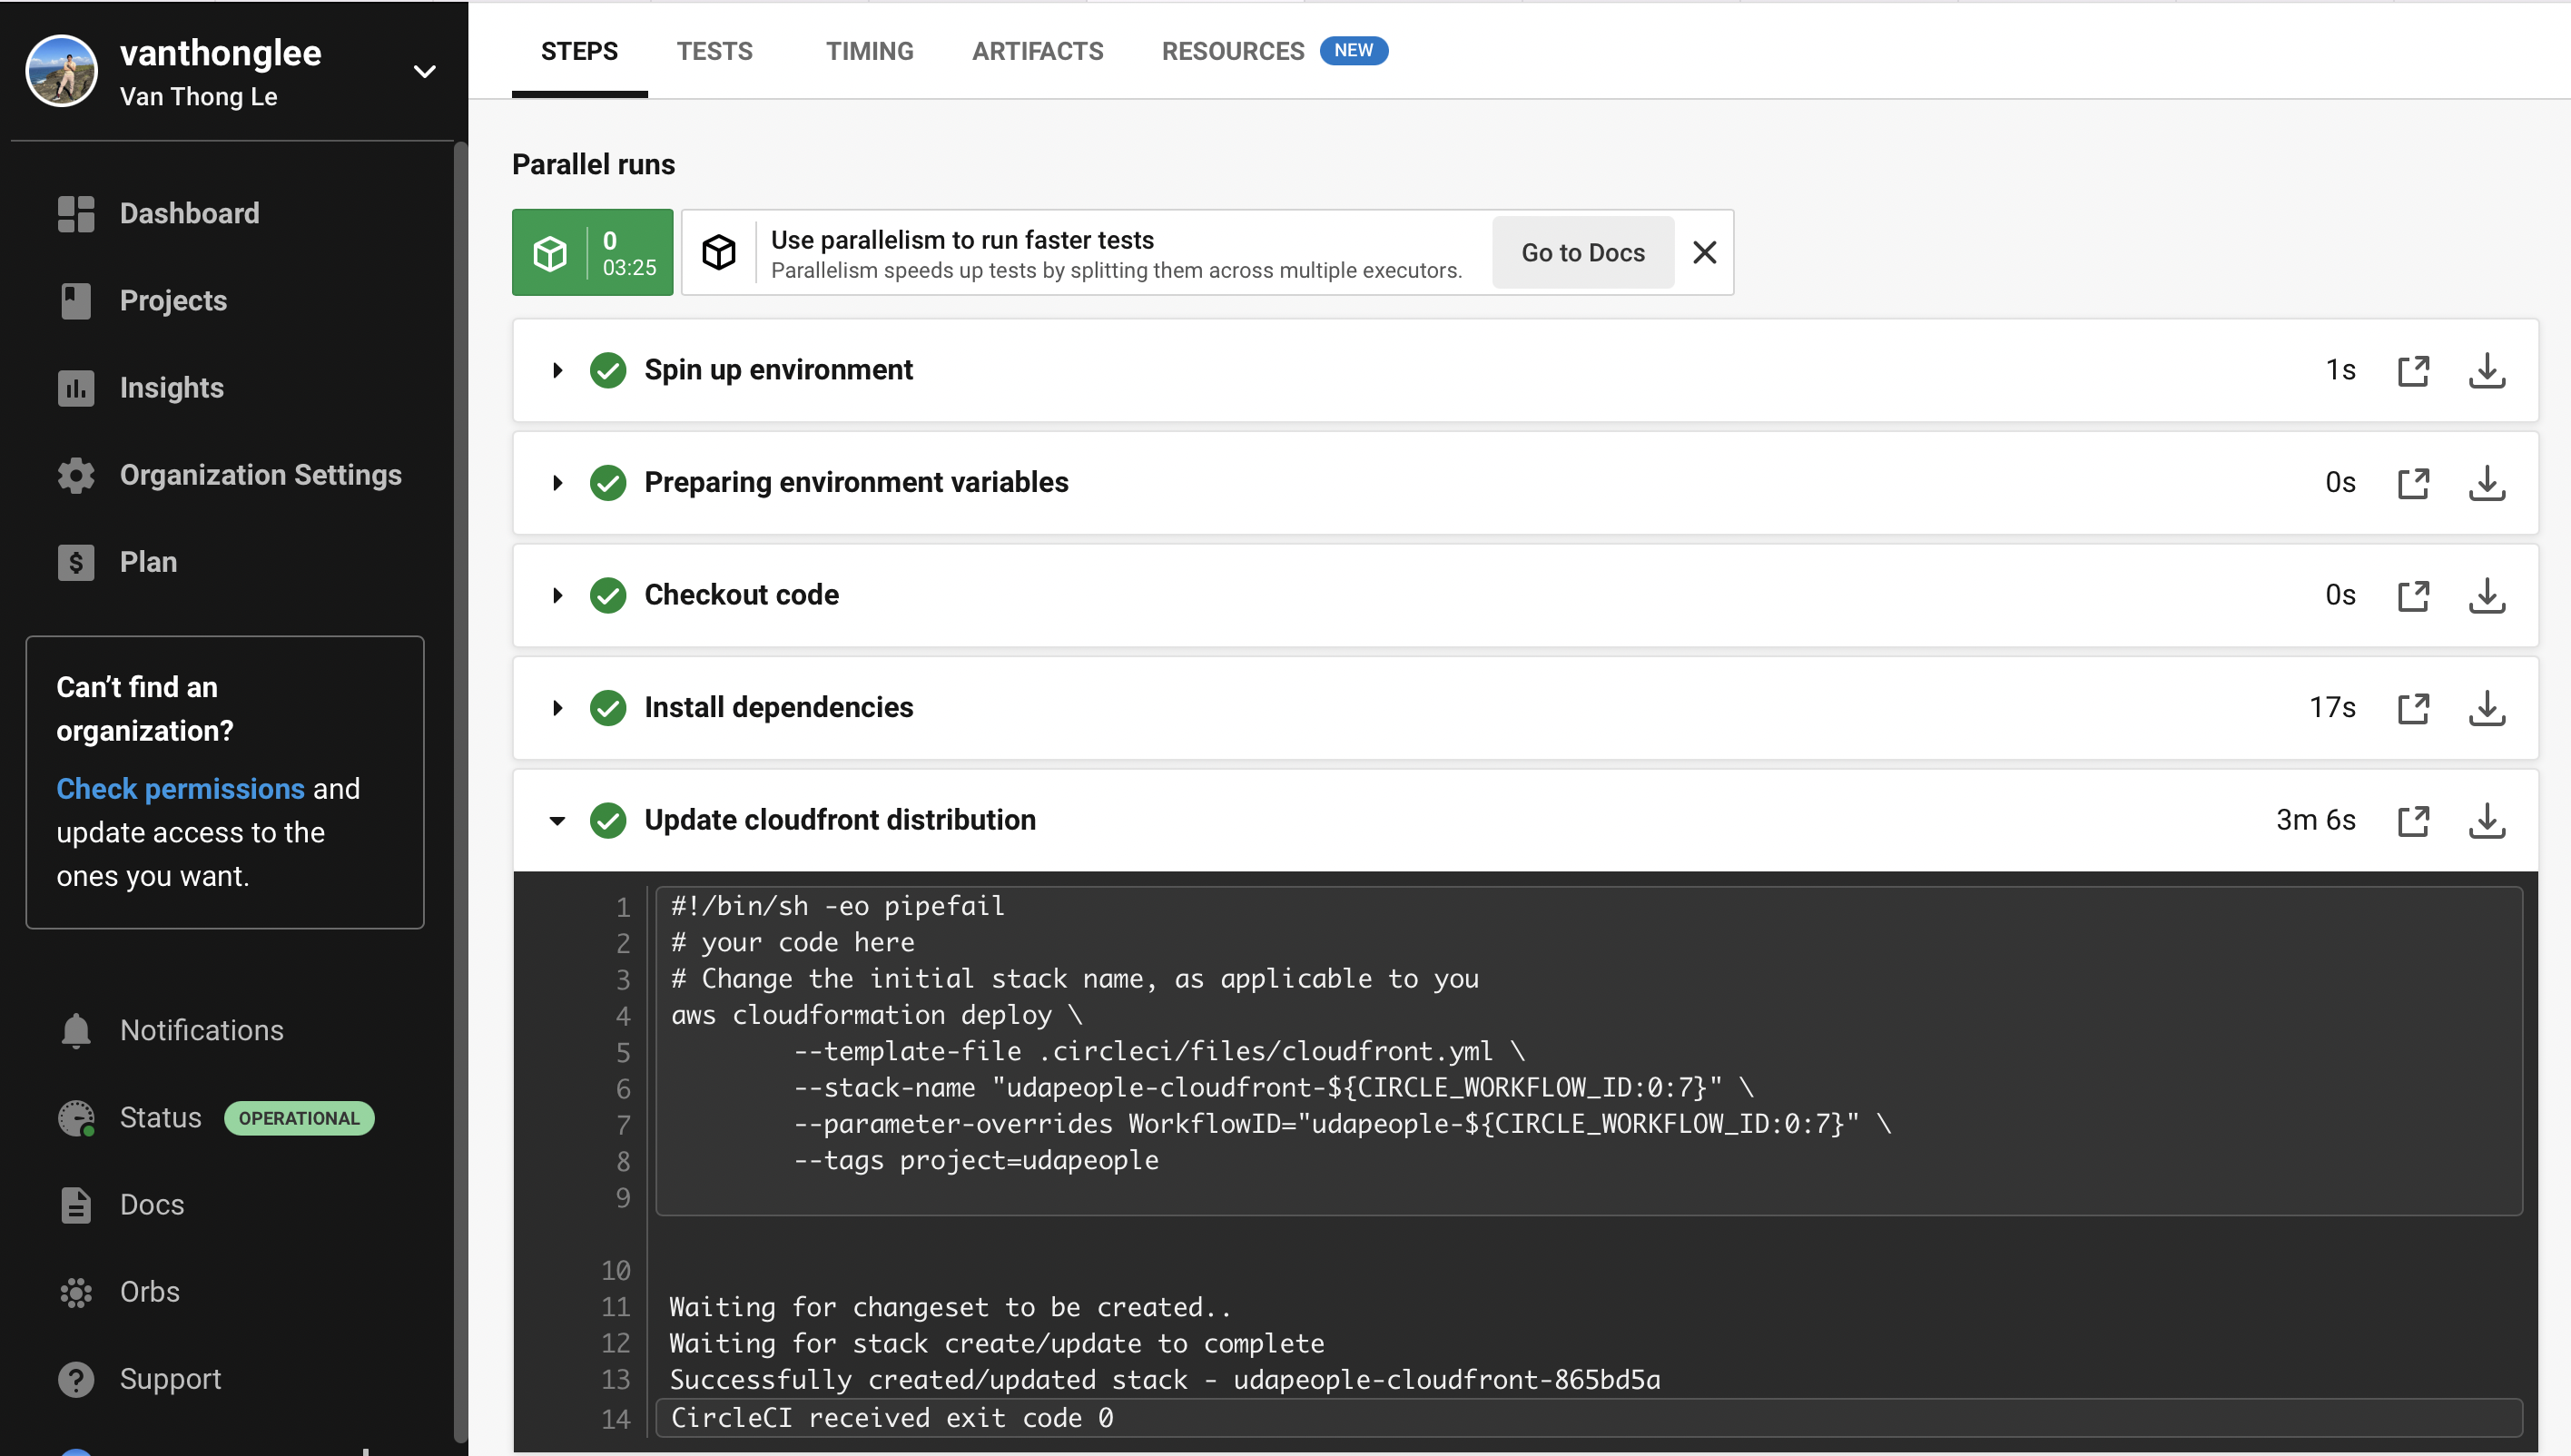 vanthonglee
Van Thong Le
Dashboard
Projects
Insights
Organization Settings
Plan
Can’t find an
organization?
Check permissions and
update access to the
ones you want.
Notifications
Status OPERATIONAL
Docs
Orbs
Support
STEPS TESTS TIMING ARTIFACTS RESOURCES NEW
Parallel runs
0
03:25
Use parallelism to run faster tests
Parallelism speeds up tests by splitting them across multiple executors.
Go to Docs
Spin up environment 1s
Preparing environment variables 0s
Checkout code 0s
Install dependencies 17s
Update cloudfront distribution 3m 6s
1 #!/bin/sh -eo pipefail
2 # your code here
3 # Change the initial stack name, as applicable to you
4 aws cloudformation deploy \
5 --template-file .circleci/files/cloudfront.yml \
6 --stack-name "udapeople-cloudfront-${CIRCLE_WORKFLOW_ID:0:7}" \
7 --parameter-overrides WorkflowID="udapeople-${CIRCLE_WORKFLOW_ID:0:7}" \
8 --tags project=udapeople
9
10
11 Waiting for changeset to be created..
12 Waiting for stack create/update to complete
13 Successfully created/updated stack - udapeople-cloudfront-865bd5a
14 CircleCI received exit code 0